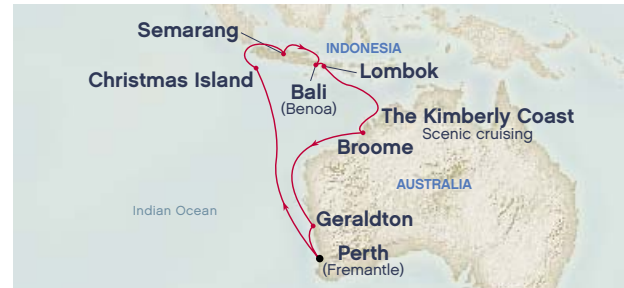 Semarang
INDONESIA
Christmas Island
Lombok
Bali
(Benoa)
The Kimberly Coast
Scenic cruising
Broome
AUSTRALIA
Indian Ocean
Geraldton
Perth
(Fremantle)